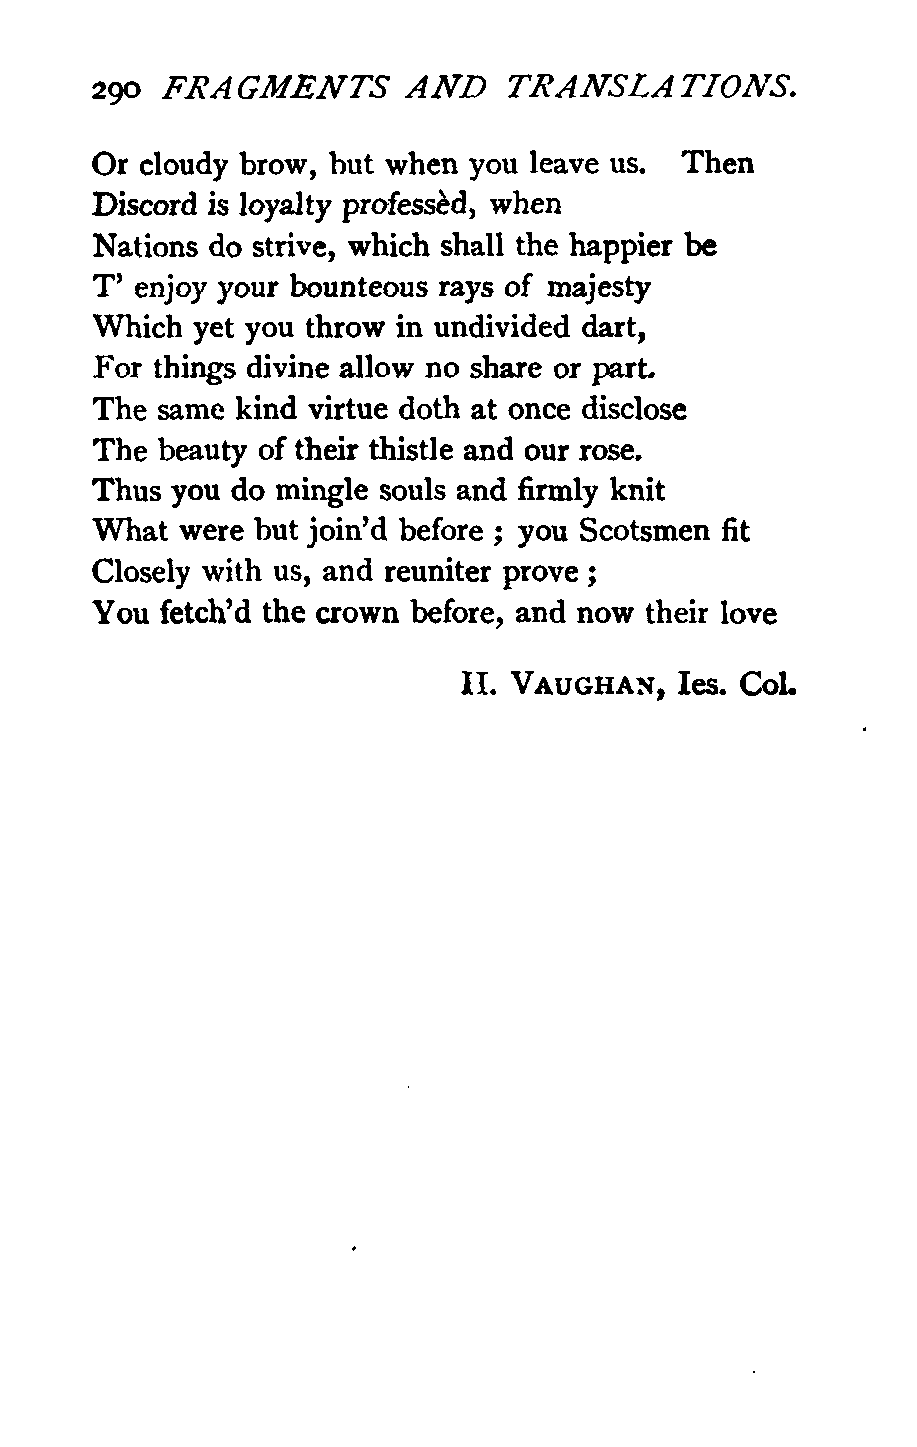 290 FRAGMENTS AND TRANSLATIONS.
Or cloudy brow, but when you leave us. Then
Discord is loyalty professèd, when
Nations do strive, which shall the happier be
T' enjoy your bounteous rays of majesty
Which yet you throw in undivided dart,
For things divine allow no share or part.
The same kind virtue doth at once disclose
The beauty of their thistle and our rose.
Thus you do mingle souls and firmly knit
What were but join'd before ; you Scotsmen fit
Closely with us, and reuniter prove ;
You fetch'd the crown before, and now their love
H. VAUGHAN, Ies. Col.